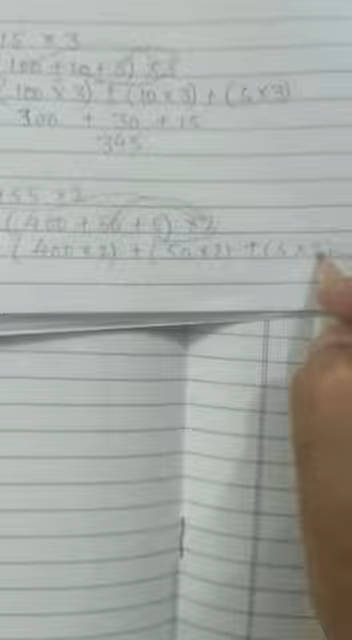 15 × 3
100 + 10 + 5) ×3
(100 × 3) + (10 × 3) + (5 × 3)
300 + 30 + 15
345
455 × 2
(400 + 50 + 5) × 2
(400 × 2) + (50 × 2) + (5 × 2)